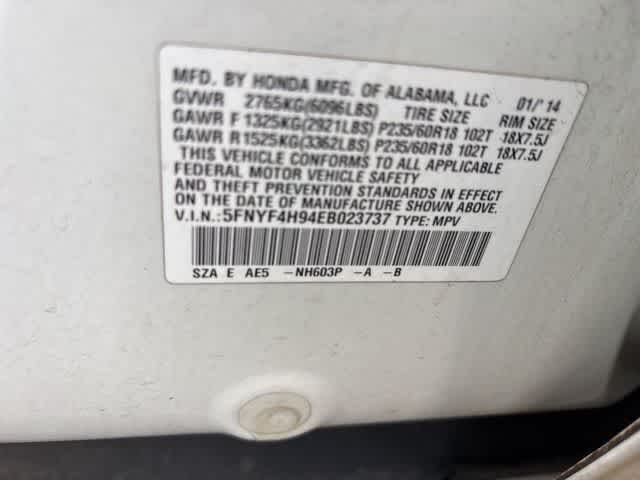 MFD. BY HONDA MFG. OF ALABAMA, LLC 01/'14
GVWR 2765KG(6096LBS) TIRE SIZE RIM SIZE
GAWR F1325KG(2921LBS) P235/60R18 102T 18X7.5J
GAWR R1525KG(3362LBS) P235/60R18 102T 18X7.5J
THIS VEHICLE CONFORMS TO ALL APPLICABLE
FEDERAL MOTOR VEHICLE SAFETY
AND THEFT PREVENTION STANDARDS IN EFFECT
ON THE DATE OF MANUFACTURE SHOWN ABOVE.
V.I.N.:5FNYF4H94EB023737 TYPE: MPV
SZA E AE5 -NH603P -A -B